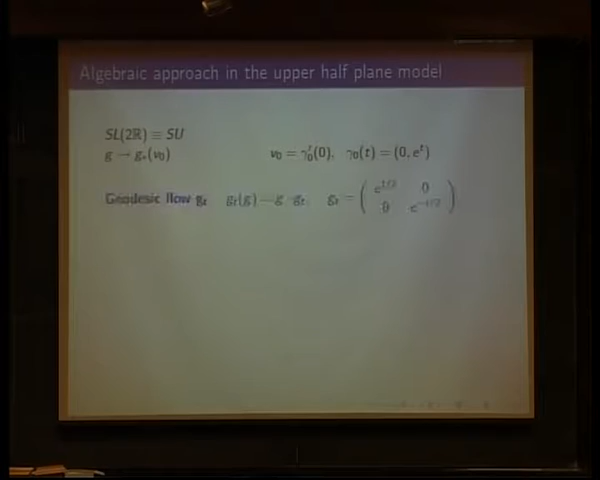 Algebraic approach in the upper half plane model
SL(2ℝ) ≡ SU
g → g*(v₀) v₀ = γ₀′(0), γ₀(t) = (0, eᵗ)
Geodesic flow gₜ gₜ(g) = g · gₜ, gₜ = ( e^{t/2} 0
0 e^{-t/2} )